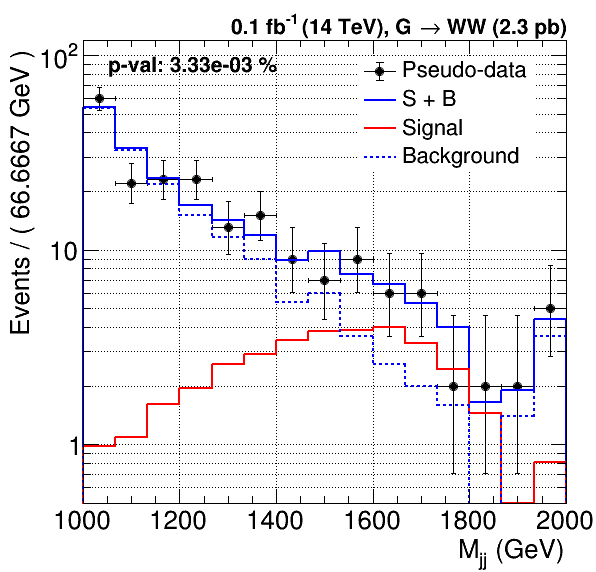 0.1 fb⁻¹ (14 TeV), G → WW (2.3 pb)
p-val: 3.33e-03 %
Pseudo-data
S + B
Signal
Background
Events / ( 66.6667 GeV )
10²
10
1
1000 1200 1400 1600 1800 2000
M_jj (GeV)